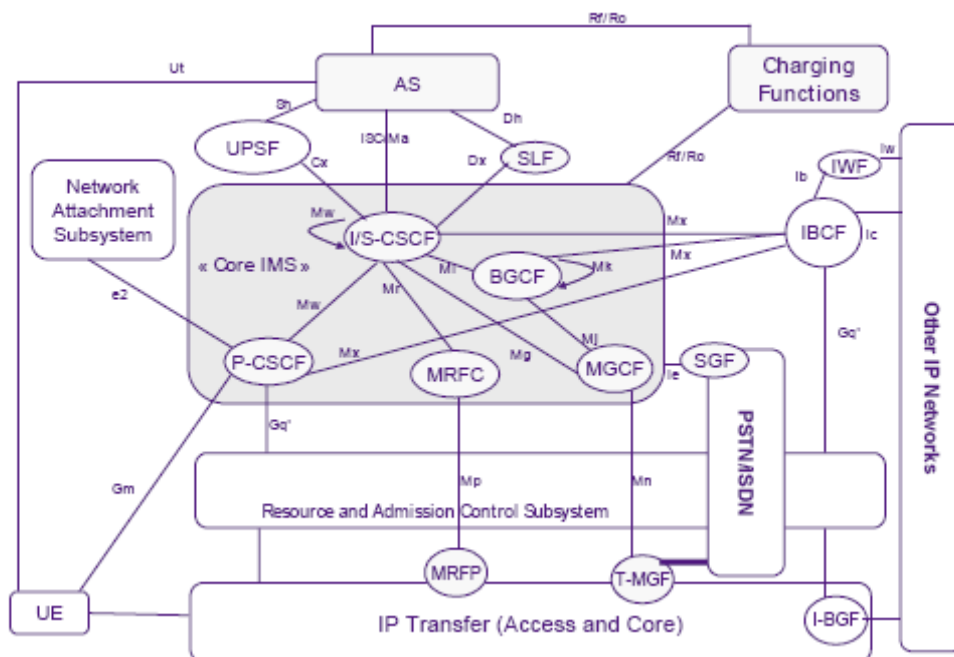 Rf/Ro
Ut
AS
Charging
Functions
Sh
Dh
ISC/Ma
UPSF
Cx
Dx
SLF
Rf/Ro
Iw
IWF
Ib
Network
Attachment
Subsystem
Mw
I/S-CSCF
Mx
IBCF
Ic
« Core IMS »
Mi
BGCF
Mk
Mx
e2
Mw
Mr
P-CSCF
Mx
MRFC
Mg
Mj
MGCF
Ie
SGF
Gq'
Other IP Networks
PSTN/ISDN
Gq'
Gm
Mp
Mn
Resource and Admission Control Subsystem
MRFP
T-MGF
UE
IP Transfer (Access and Core)
I-BGF